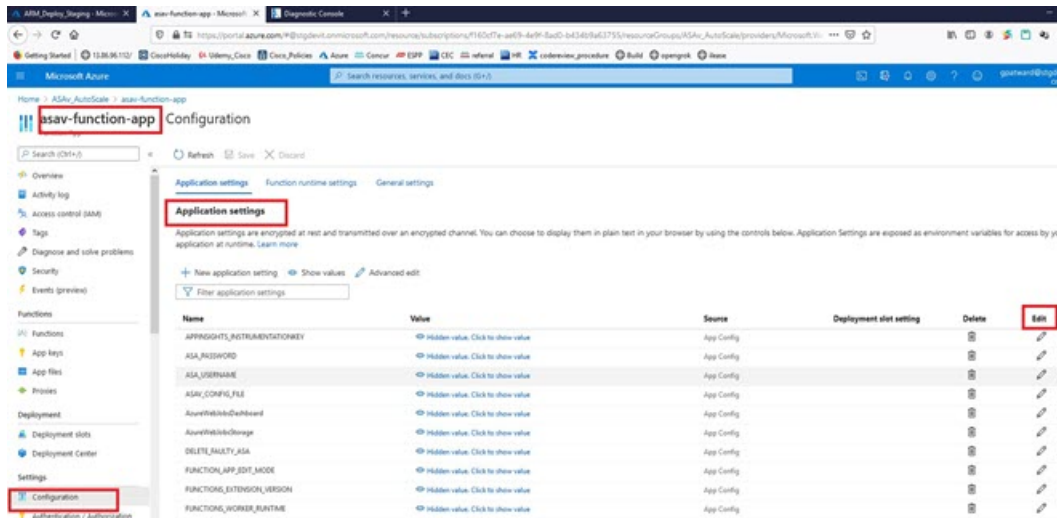 ARM_Deploy_Staging - Micros
asav-function-app - Microsoft
Diagnostic Console
https://portal.azure.com/
Getting Started
13.86.96.112/
CiscoHoliday
Udemy_Cisco
Cisco_Policies
Azure
Concur
ESPP
CEC
referral
HR
codereview_procedure
Build
opengrok
ilease
Microsoft Azure
Search resources, services, and docs (G+/)
Home > ASAv_AutoScale > asav-function-app
asav-function-app Configuration
Search (Ctrl+/)
Refresh Save Discard
Overview
Activity log
Access control (IAM)
Tags
Diagnose and solve problems
Security
Events (preview)
Functions
Functions
App keys
App files
Proxies
Deployment
Deployment slots
Deployment Center
Settings
Configuration
Authentication / Authorization
Application settings Function runtime settings General settings
Application settings
Application settings are encrypted at rest and transmitted over an encrypted channel. You can choose to display them in plain text in your browser by using the controls below. Application Settings are exposed as environment variables for access by
application at runtime. Learn more
New application setting Show values Advanced edit
Filter application settings
Name Value Source Deployment slot setting Delete Edit
APPINSIGHTS_INSTRUMENTATIONKEY Hidden value. Click to show value App Config
ASA_PASSWORD Hidden value. Click to show value App Config
ASA_USERNAME Hidden value. Click to show value App Config
ASAV_CONFIG_FILE Hidden value. Click to show value App Config
AzureWebJobsDashboard Hidden value. Click to show value App Config
AzureWebJobsStorage Hidden value. Click to show value App Config
DELETE_FAULTY_ASA Hidden value. Click to show value App Config
FUNCTION_APP_EDIT_MODE Hidden value. Click to show value App Config
FUNCTIONS_EXTENSION_VERSION Hidden value. Click to show value App Config
FUNCTIONS_WORKER_RUNTIME Hidden value. Click to show value App Config